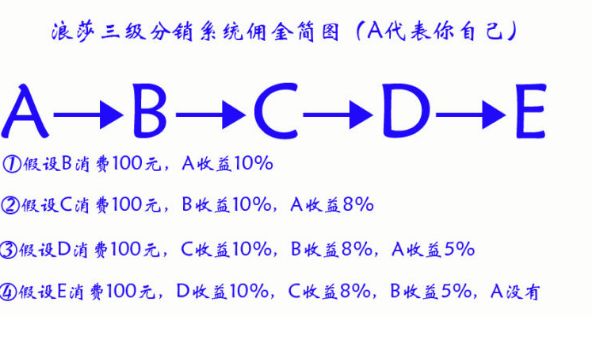 浪莎三级分销系统佣金简图（A代表你自己）
A→B→C→D→E
①假设B消费100元，A收益10%
②假设C消费100元，B收益10%，A收益8%
③假设D消费100元，C收益10%，B收益8%，A收益5%
④假设E消费100元，D收益10%，C收益8%，B收益5%，A没有